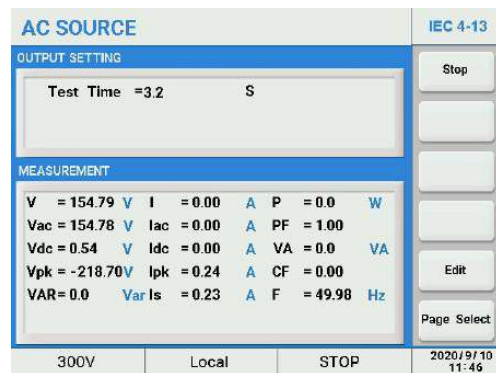 AC SOURCE
IEC 4-13
OUTPUT SETTING
Test Time =3.2 S
Stop
MEASUREMENT
V = 154.79 V I = 0.00 A P = 0.0 W
Vac = 154.78 V Iac = 0.00 A PF = 1.00
Vdc = 0.54 V Idc = 0.00 A VA = 0.0 VA
Vpk = -218.70V Ipk = 0.24 A CF = 0.00
VAR= 0.0 Var Is = 0.23 A F = 49.98 Hz
Edit
Page Select
300V Local STOP
2020/9/10
11:46